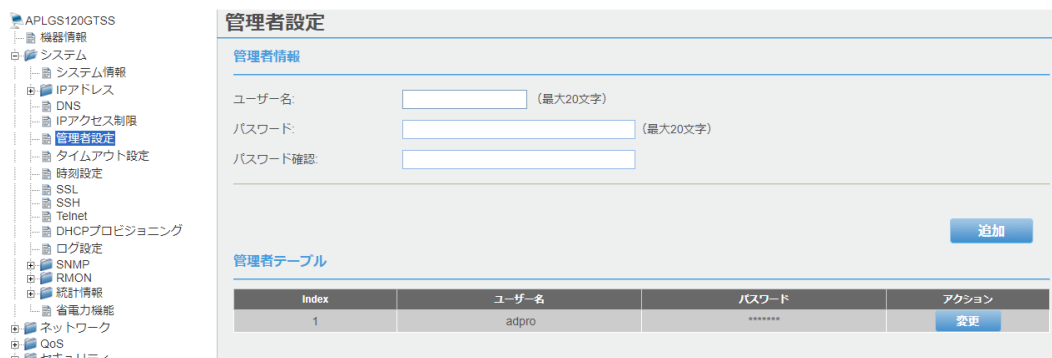 APLGS120GTSS
機器情報
システム
システム情報
IPアドレス
DNS
IPアクセス制限
管理者設定
タイムアウト設定
時刻設定
SSL
SSH
Telnet
DHCPプロビジョニング
ログ設定
SNMP
RMON
統計情報
省電力機能
ネットワーク
QoS
セキュリティ
管理者設定
管理者情報
ユーザー名: (最大20文字)
パスワード: (最大20文字)
パスワード確認:
追加
管理者テーブル
Index ユーザー名 パスワード アクション
1 adpro ******* 変更